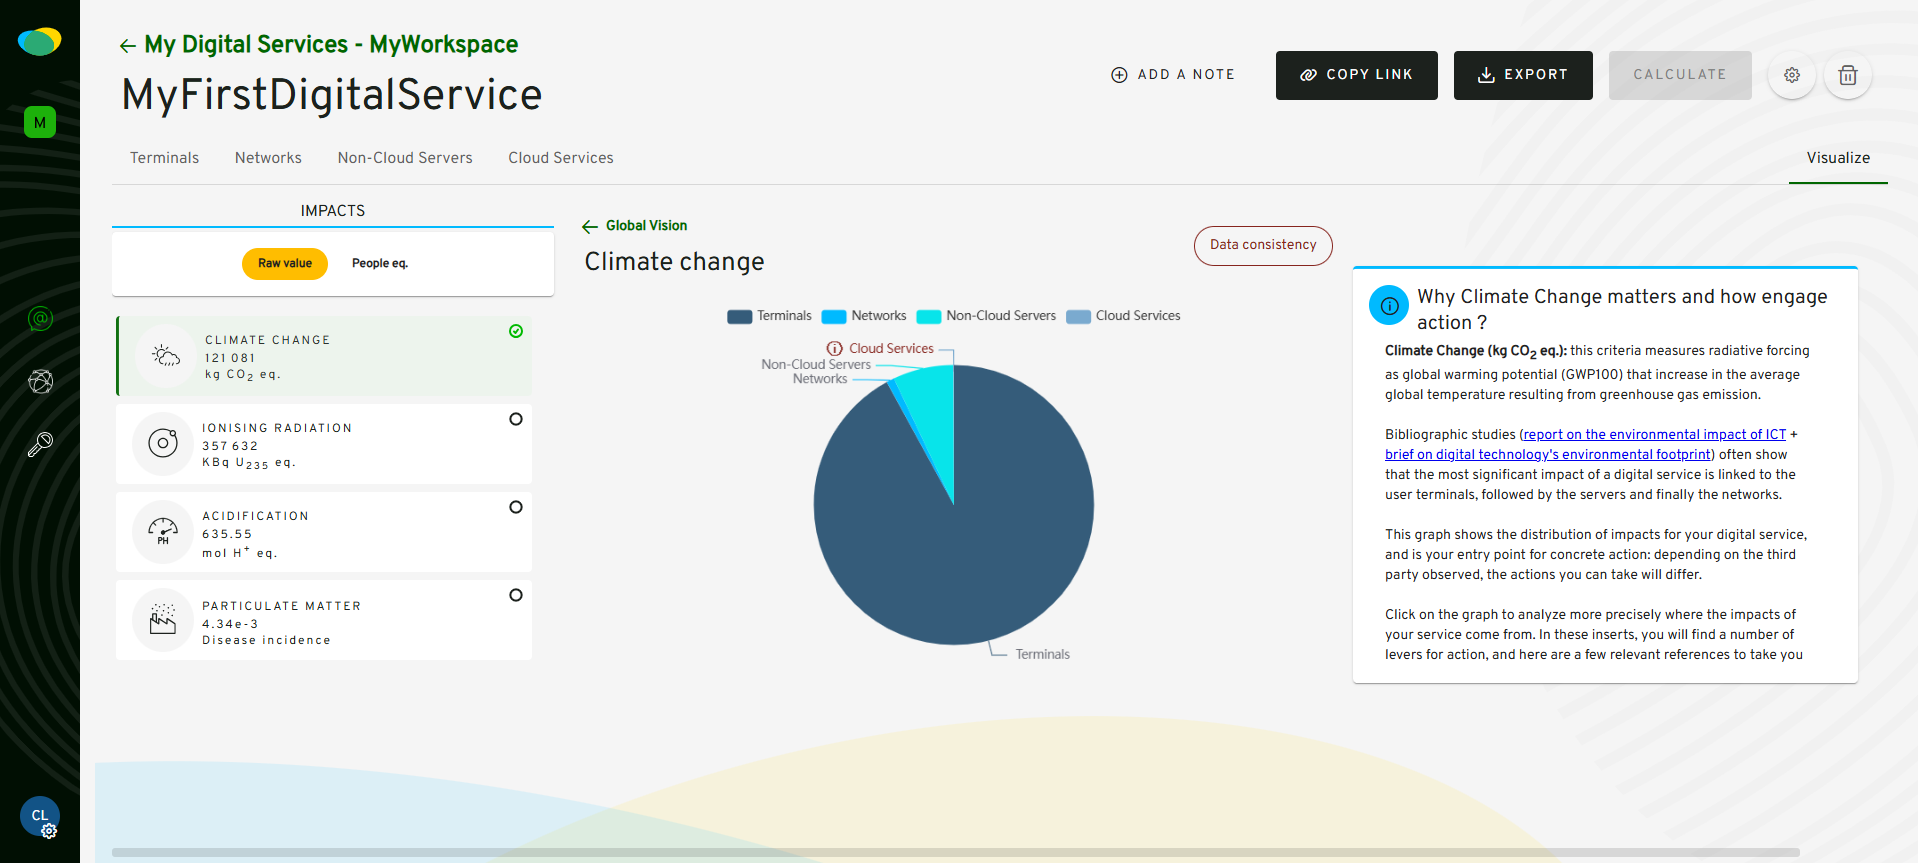 My Digital Services - MyWorkspace
MyFirstDigitalService
ADD A NOTE
COPY LINK
EXPORT
CALCULATE
M
Terminals
Networks
Non-Cloud Servers
Cloud Services
Visualize
IMPACTS
Raw value
People eq.
CLIMATE CHANGE
121 081
kg CO2 eq.
IONISING RADIATION
357 632
KBq U235 eq.
ACIDIFICATION
635.55
mol H+ eq.
PH
PARTICULATE MATTER
4.34e-3
Disease incidence
Global Vision
Climate change
Data consistency
Terminals
Networks
Non-Cloud Servers
Cloud Services
Cloud Services
Non-Cloud Servers
Networks
Terminals
Why Climate Change matters and how engage
action ?
Climate Change (kg CO2 eq.): this criteria measures radiative forcing
as global warming potential (GWP100) that increase in the average
global temperature resulting from greenhouse gas emission.
Bibliographic studies (report on the environmental impact of ICT +
brief on digital technology's environmental footprint) often show
that the most significant impact of a digital service is linked to the
user terminals, followed by the servers and finally the networks.
This graph shows the distribution of impacts for your digital service,
and is your entry point for concrete action: depending on the third
party observed, the actions you can take will differ.
Click on the graph to analyze more precisely where the impacts of
your service come from. In these inserts, you will find a number of
levers for action, and here are a few relevant references to take you
CL